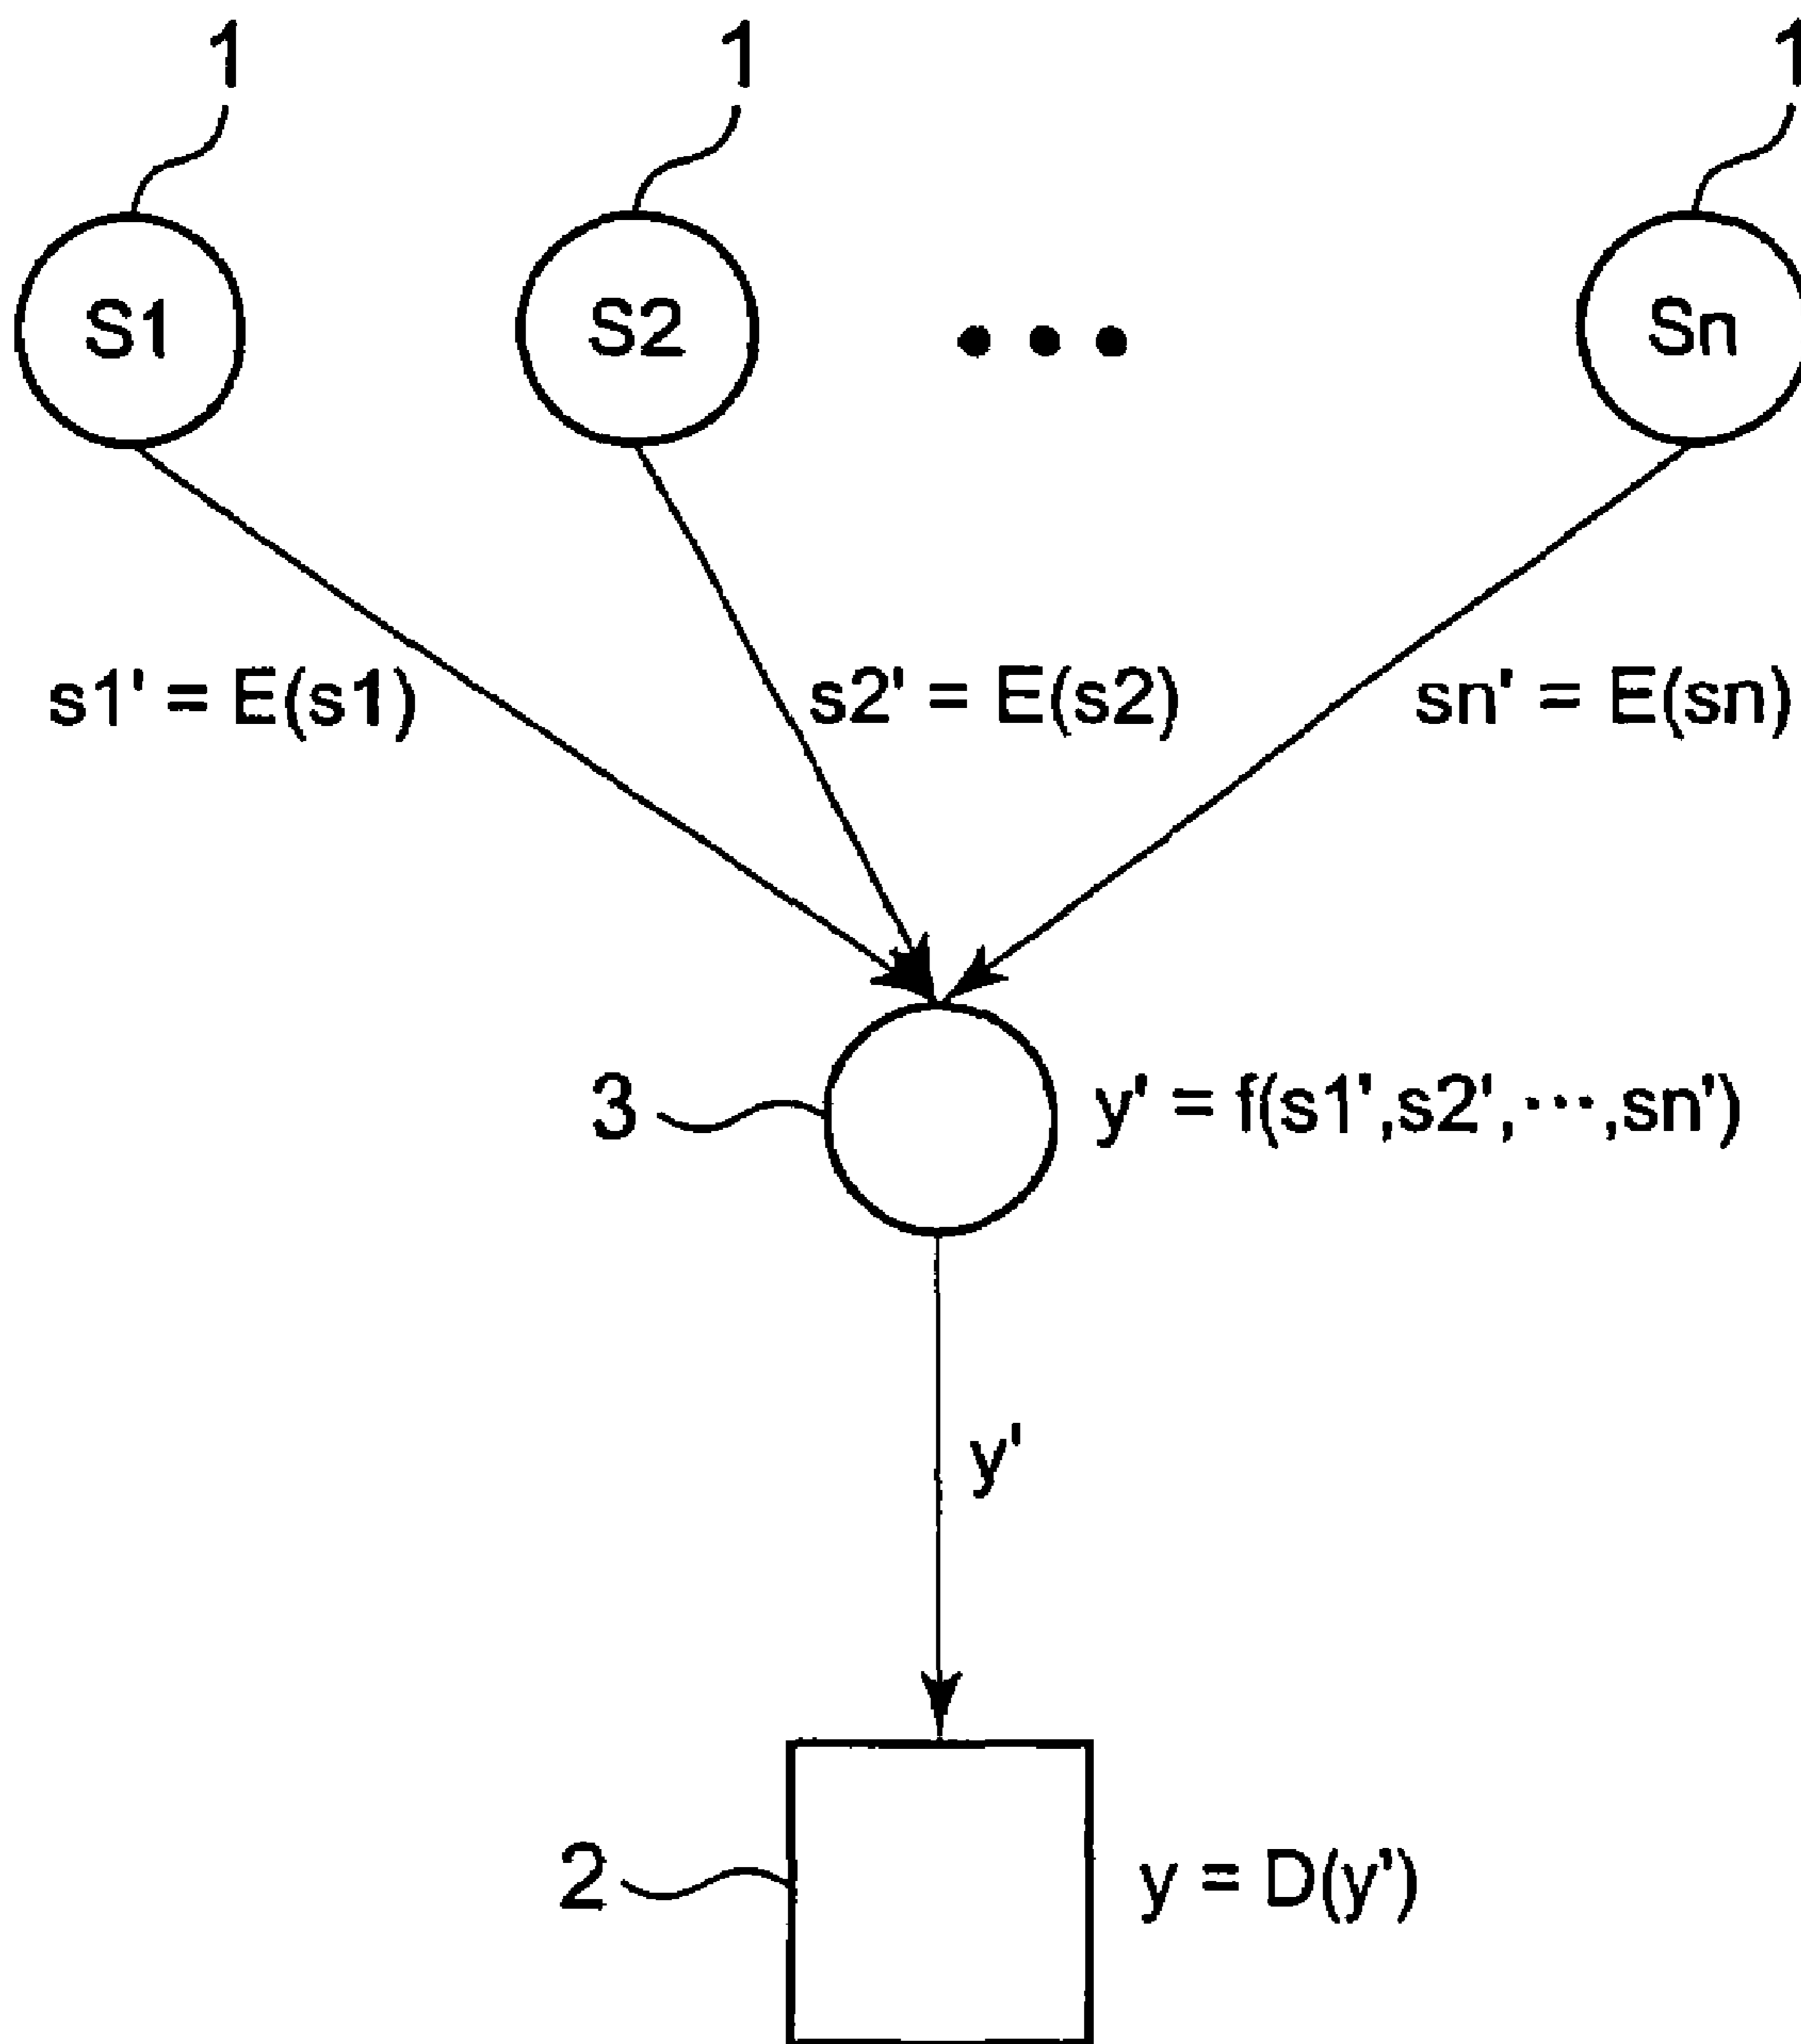 1 1 1
S1 S2 ••• Sn
s1' = E(s1) s2' = E(s2) sn' = E(sn)
3 y' = f(s1',s2',⋯,sn')
y'
2 y = D(y')